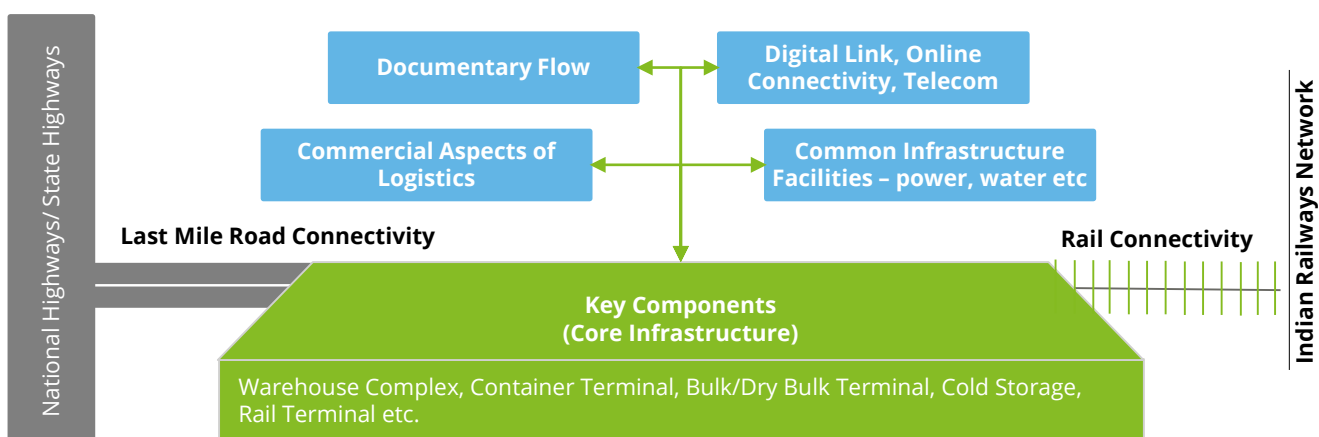 National Highways/ State Highways
Documentary Flow
Digital Link, Online
Connectivity, Telecom
Commercial Aspects of
Logistics
Common Infrastructure
Facilities – power, water etc
Last Mile Road Connectivity
Rail Connectivity
Indian Railways Network
Key Components
(Core Infrastructure)
Warehouse Complex, Container Terminal, Bulk/Dry Bulk Terminal, Cold Storage,
Rail Terminal etc.